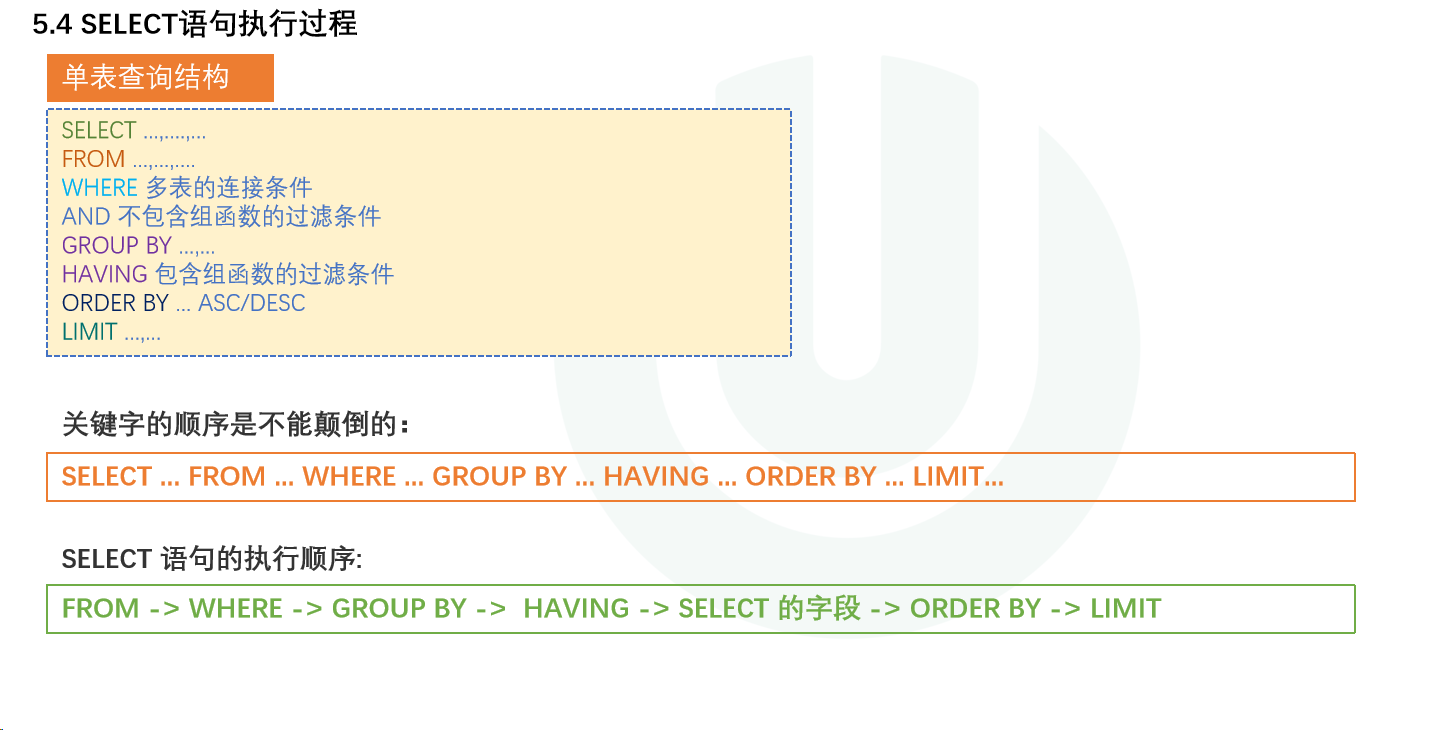 5.4 SELECT语句执行过程
单表查询结构
SELECT ...,....,...
FROM ...,...,....
WHERE 多表的连接条件
AND 不包含组函数的过滤条件
GROUP BY ...,...
HAVING 包含组函数的过滤条件
ORDER BY ... ASC/DESC
LIMIT ...,...
关键字的顺序是不能颠倒的：
SELECT ... FROM ... WHERE ... GROUP BY ... HAVING ... ORDER BY ... LIMIT...
SELECT 语句的执行顺序:
FROM -> WHERE -> GROUP BY -> HAVING -> SELECT 的字段 -> ORDER BY -> LIMIT